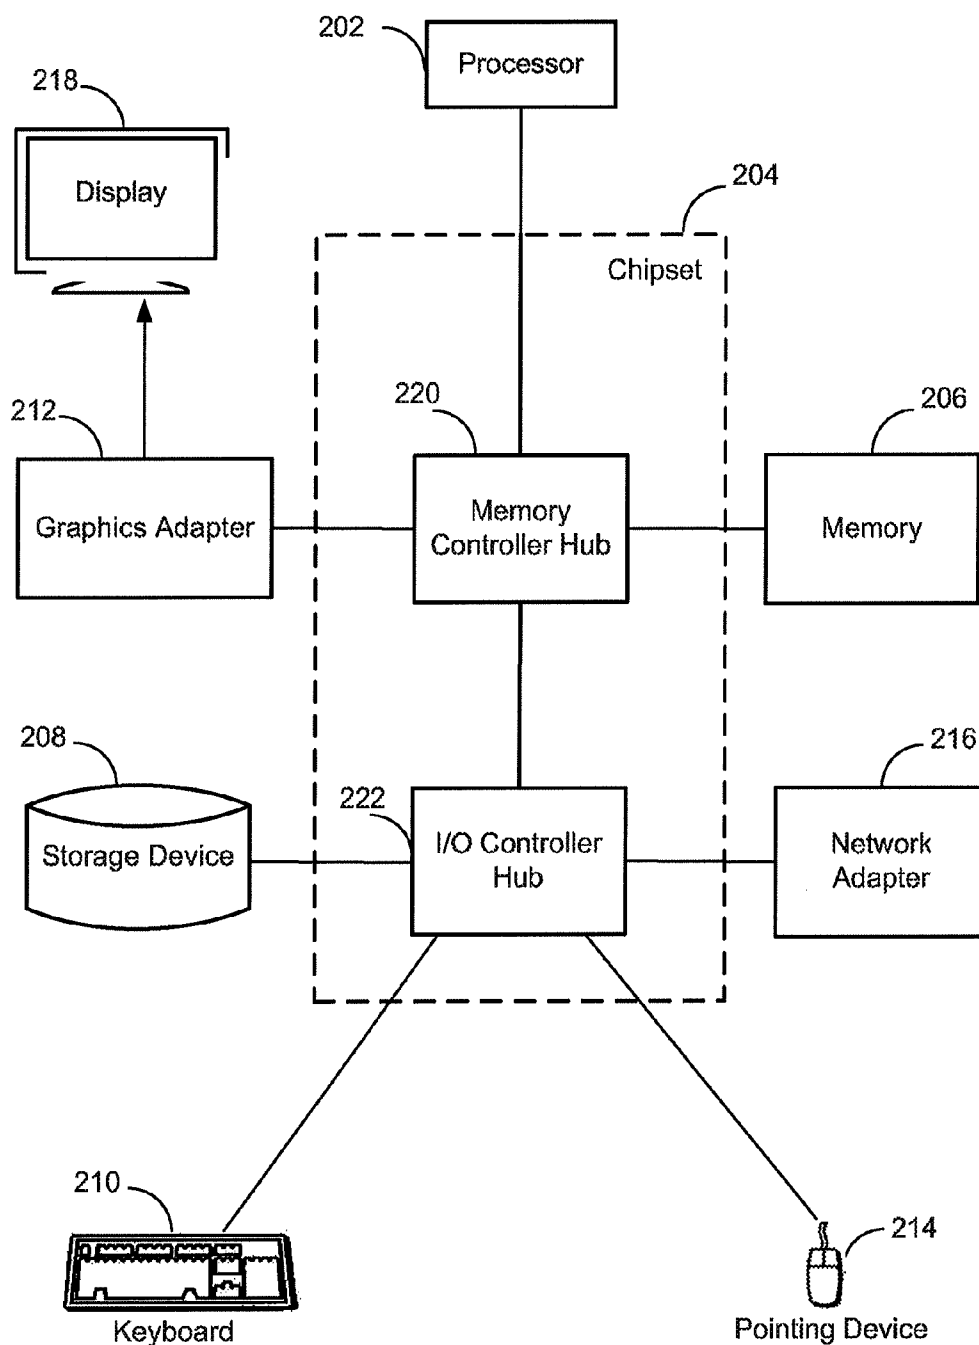 202
Processor
218
Display
204
Chipset
220
206
212
Graphics Adapter
Memory
Controller Hub
Memory
208
216
222
Storage Device
I/O Controller
Hub
Network
Adapter
210
214
Keyboard
Pointing Device